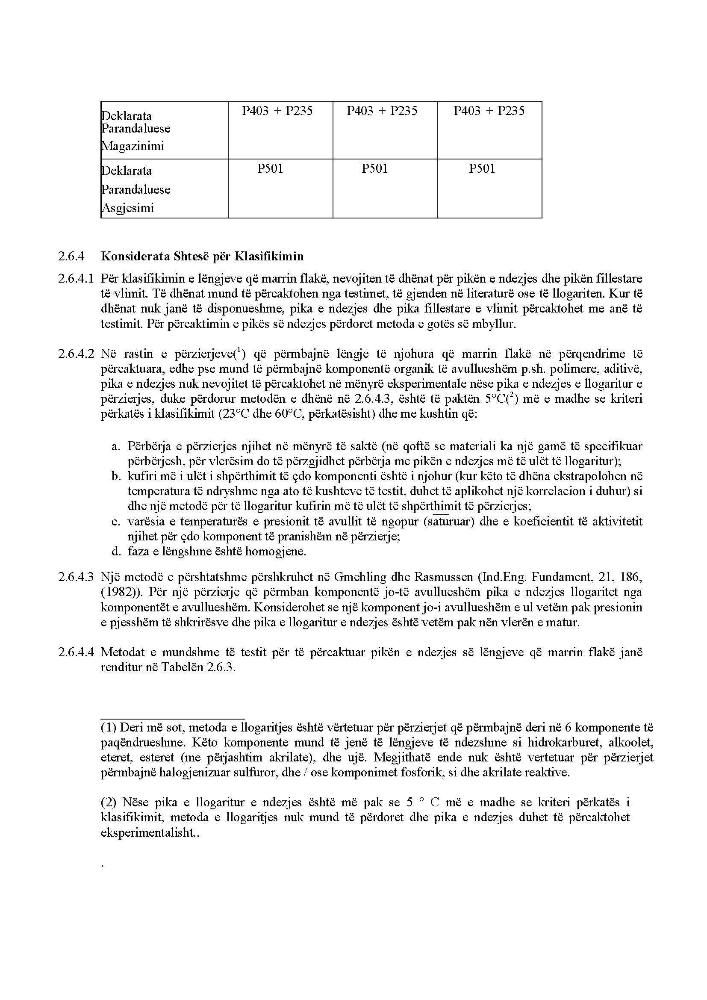 Deklarata
Parandaluese
Magazinimi
P403 + P235
P403 + P235
P403 + P235
Deklarata
Parandaluese
Asgjesimi
P501
P501
P501
2.6.4 Konsiderata Shtesë për Klasifikimin
2.6.4.1 Për klasifikimin e lëngjeve që marrin flakë, nevojiten të dhënat për pikën e ndezjes dhe pikën fillestare
të vlimit. Të dhënat mund të përcaktohen nga testimet, të gjenden në literaturë ose të llogariten. Kur të
dhënat nuk janë të disponueshme, pika e ndezjes dhe pika fillestare e vlimit përcaktohet me anë të
testimit. Për përcaktimin e pikës së ndezjes përdoret metoda e gotës së mbyllur.
2.6.4.2 Në rastin e përzierjeve(¹) që përmbajnë lëngje të njohura që marrin flakë në përqendrime të
përcaktuara, edhe pse mund të përmbajnë komponentë organik të avullueshëm p.sh. polimere, aditivë,
pika e ndezjes nuk nevojitet të përcaktohet në mënyrë eksperimentale nëse pika e ndezjes e llogaritur e
përzierjes, duke përdorur metodën e dhënë në 2.6.4.3, është të paktën 5°C(²) më e madhe se kriteri
përkatës i klasifikimit (23°C dhe 60°C, përkatësisht) dhe me kushtin që:
a. Përbërja e përzierjes njihet në mënyrë të saktë (në qoftë se materiali ka një gamë të specifikuar
përbërjesh, për vlerësim do të përzgjidhet përbërja me pikën e ndezjes më të ulët të llogaritur);
b. kufiri më i ulët i shpërthimit të çdo komponenti është i njohur (kur këto të dhëna ekstrapolohen në
temperatura të ndryshme nga ato të kushteve të testit, duhet të aplikohet një korrelacion i duhur) si
dhe një metodë për të llogaritur kufirin më të ulët të shpërthimit të përzierjes;
c. varësia e temperaturës e presionit të avullit të ngopur (saturuar) dhe e koeficientit të aktivitetit
njihet për çdo komponent të pranishëm në përzierje;
d. faza e lëngshme është homogjene.
2.6.4.3 Një metodë e përshtatshme përshkruhet në Gmehling dhe Rasmussen (Ind.Eng. Fundament, 21, 186,
(1982)). Për një përzierje që përmban komponentë jo-të avullueshëm pika e ndezjes llogaritet nga
komponentët e avullueshëm. Konsiderohet se një komponent jo-i avullueshëm e ul vetëm pak presionin
e pjesshëm të shkrirësve dhe pika e llogaritur e ndezjes është vetëm pak nën vlerën e matur.
2.6.4.4 Metodat e mundshme të testit për të përcaktuar pikën e ndezjes së lëngjeve që marrin flakë janë
renditur në Tabelën 2.6.3.
(1) Deri më sot, metoda e llogaritjes është vërtetuar për përzierjet që përmbajnë deri në 6 komponente të
paqëndrueshme. Këto komponente mund të jenë të lëngjeve të ndezshme si hidrokarburet, alkoolet,
eteret, esteret (me përjashtim akrilate), dhe ujë. Megjithatë ende nuk është vertetuar për përzierjet
përmbajnë halogjenizuar sulfuror, dhe / ose komponimet fosforik, si dhe akrilate reaktive.
(2) Nëse pika e llogaritur e ndezjes është më pak se 5 ° C më e madhe se kriteri përkatës i
klasifikimit, metoda e llogaritjes nuk mund të përdoret dhe pika e ndezjes duhet të përcaktohet
eksperimentalisht..
.